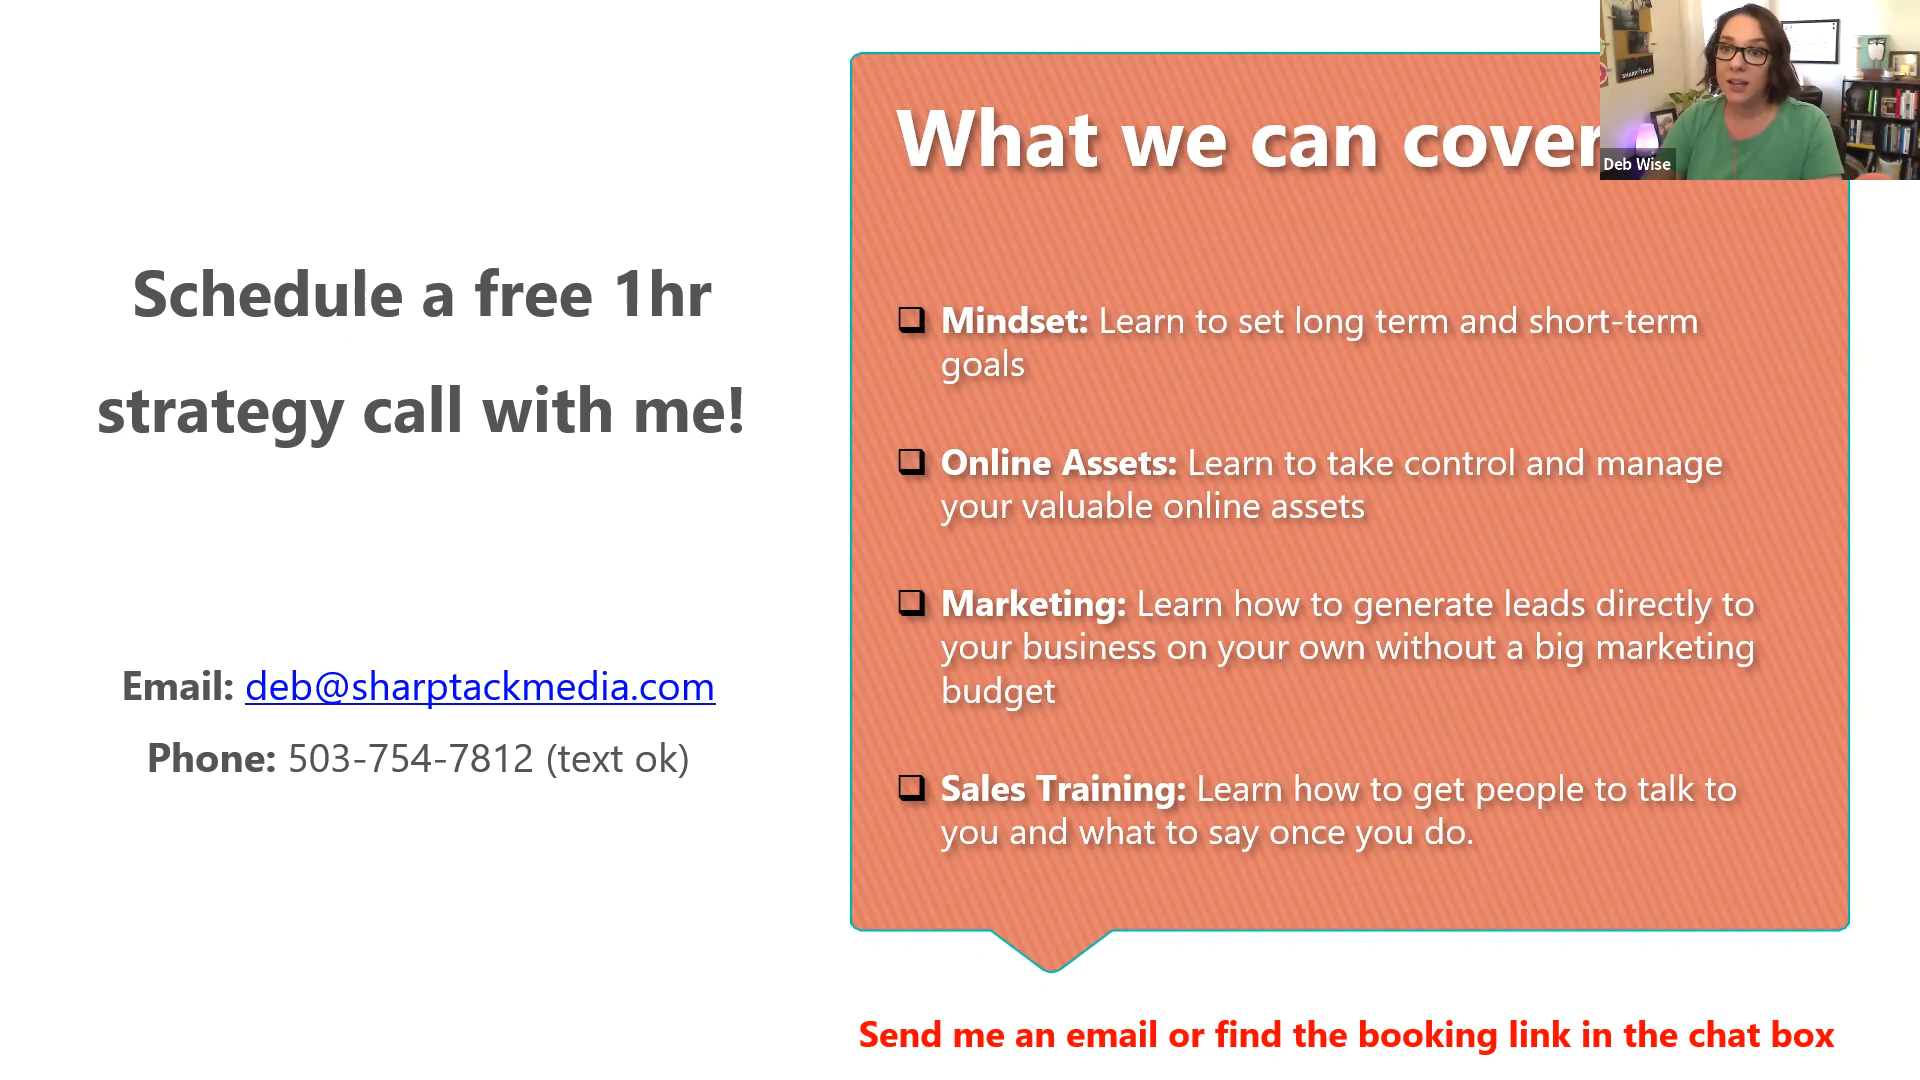 Schedule a free 1hr
strategy call with me!
Email: deb@sharptackmedia.com
Phone: 503-754-7812 (text ok)
What we can cover
❑ Mindset: Learn to set long term and short-term
goals
❑ Online Assets: Learn to take control and manage
your valuable online assets
❑ Marketing: Learn how to generate leads directly to
your business on your own without a big marketing
budget
❑ Sales Training: Learn how to get people to talk to
you and what to say once you do.
Send me an email or find the booking link in the chat box
SHARP TACK
Deb Wise